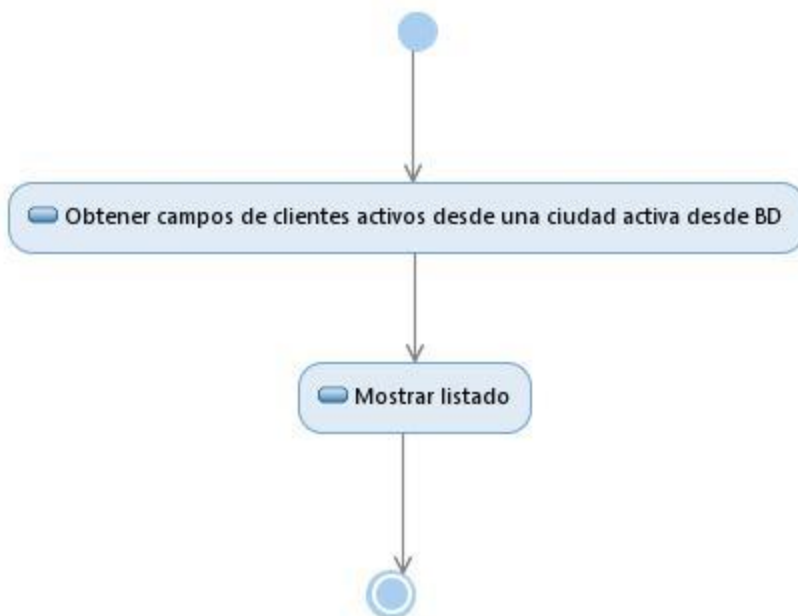 Obtener campos de clientes activos desde una ciudad activa desde BD
Mostrar listado